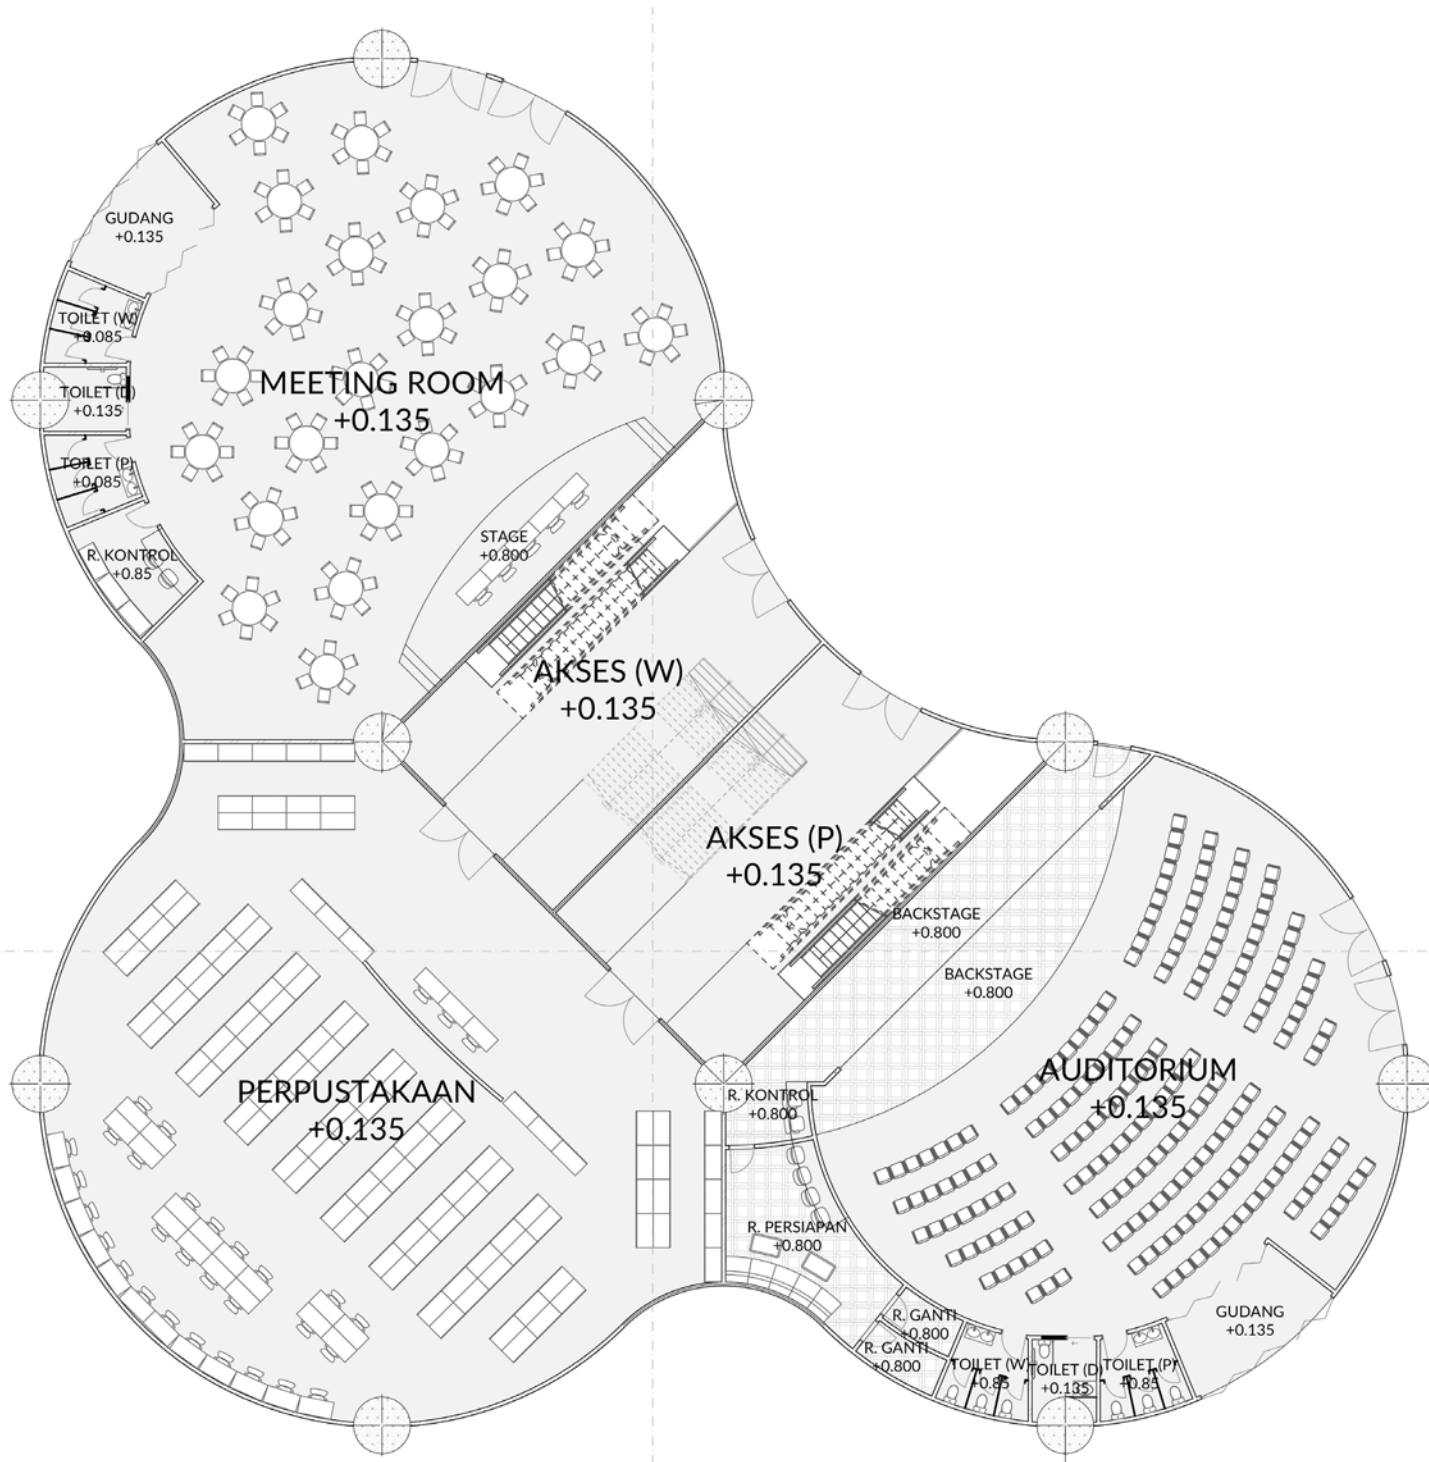 GUDANG
+0.135
TOILET (W)
+0.085
TOILET (D)
+0.135
TOILET (P)
+0.085
R. KONTROL
+0.85
MEETING ROOM
+0.135
STAGE
+0.800
AKSES (W)
+0.135
AKSES (P)
+0.135
BACKSTAGE
+0.800
BACKSTAGE
+0.800
PERPUSTAKAAN
+0.135
AUDITORIUM
+0.135
R. KONTROL
+0.800
R. PERSIAPAN
+0.800
R. GANTI
+0.800
R. GANTI
+0.800
TOILET (W)
+0.85
TOILET (D)
+0.135
TOILET (P)
+0.85
GUDANG
+0.135